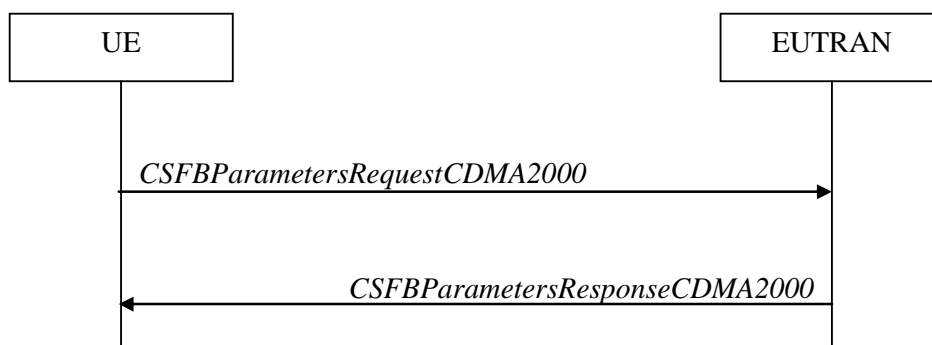 UE
EUTRAN
CSFBParametersRequestCDMA2000
CSFBParametersResponseCDMA2000